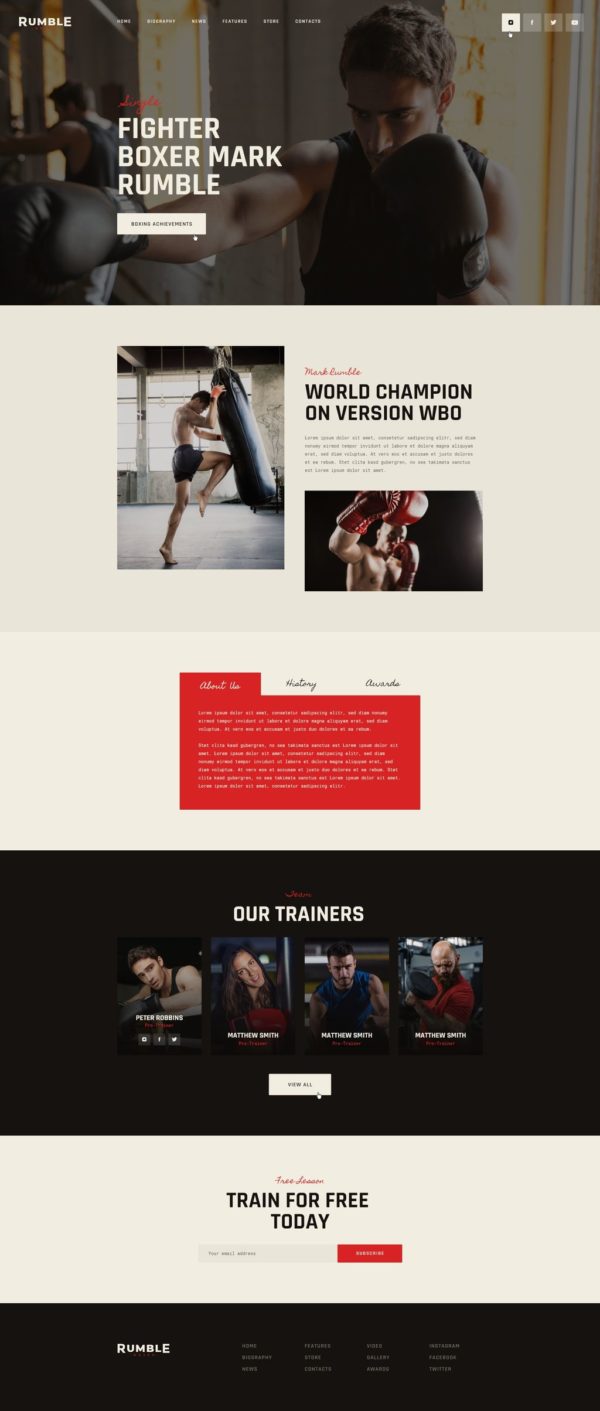 RUMBLE
HOME BIOGRAPHY NEWS FEATURES STORE CONTACTS
Single
FIGHTER
BOXER MARK
RUMBLE
BOXING ACHIEVEMENTS
Mark Rumble
WORLD CHAMPION
ON VERSION WBO
Lorem ipsum dolor sit amet, consetetur sadipscing elitr, sed diam
nonumy eirmod tempor invidunt ut labore et dolore magna aliquyam erat,
sed diam voluptua. At vero eos et accusam et justo duo dolores
et ea rebum. Stet clita kasd gubergren, no sea takimata sanctus
est Lorem ipsum dolor sit amet.
About Us History Awards
Lorem ipsum dolor sit amet, consetetur sadipscing elitr, sed diam nonumy
eirmod tempor invidunt ut labore et dolore magna aliquyam erat, sed diam
voluptua. At vero eos et accusam et justo duo dolores et ea rebum.
Stet clita kasd gubergren, no sea takimata sanctus est Lorem ipsum dolor sit
amet. Lorem ipsum dolor sit amet, consetetur sadipscing elitr, sed diam
nonumy eirmod tempor invidunt ut labore et dolore magna aliquyam erat, sed
diam voluptua. At vero eos et accusam et justo duo dolores et ea rebum. Stet
clita kasd gubergren, no sea takimata sanctus est Lorem ipsum dolor sit amet.
Lorem ipsum dolor sit amet, consetetur sadipscing elitr.
Team
OUR TRAINERS
PETER ROBBINS
Pro-Trainer
MATTHEW SMITH
Pro-Trainer
MATTHEW SMITH
Pro-Trainer
MATTHEW SMITH
Pro-Trainer
VIEW ALL
Free Lesson
TRAIN FOR FREE
TODAY
Your email address
SUBSCRIBE
RUMBLE
HOME FEATURES VIDEO INSTAGRAM
BIOGRAPHY STORE GALLERY FACEBOOK
NEWS CONTACTS AWARDS TWITTER